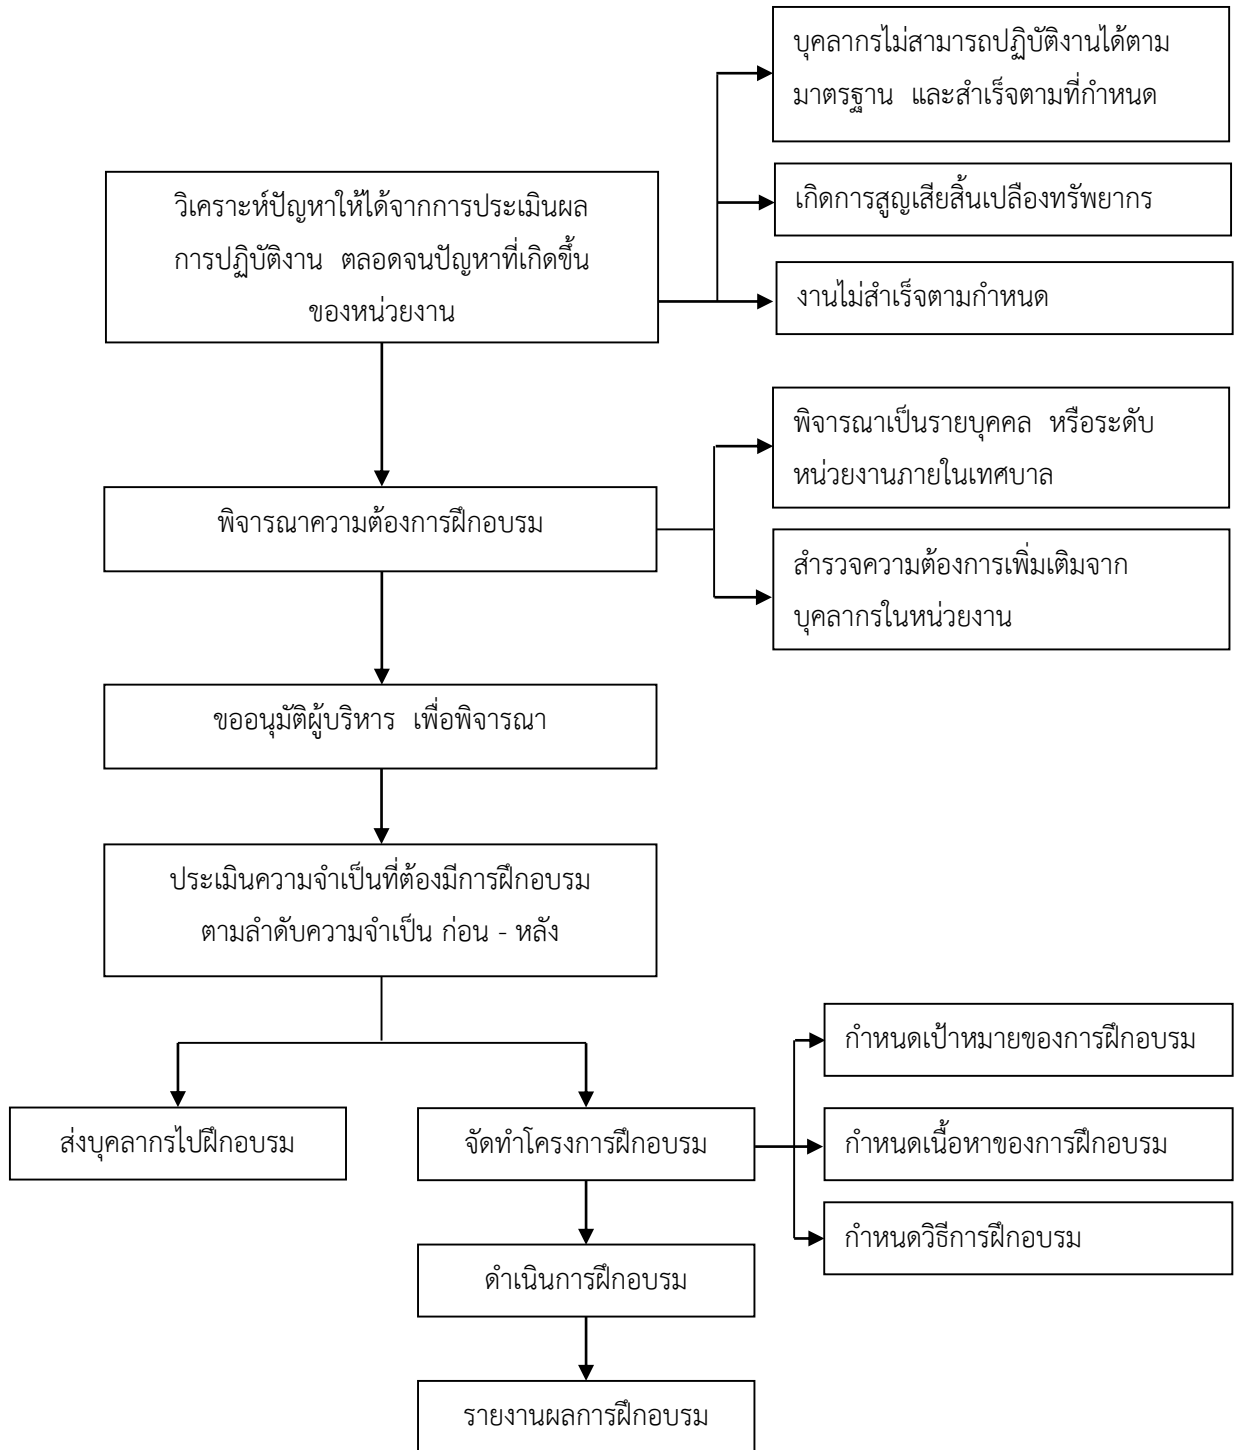 บุคลากรไม่สามารถปฏิบัติงานได้ตาม
มาตรฐาน และสำเร็จตามที่กำหนด
วิเคราะห์ปัญหาให้ได้จากการประเมินผล
การปฏิบัติงาน ตลอดจนปัญหาที่เกิดขึ้น
ของหน่วยงาน
เกิดการสูญเสียสิ้นเปลืองทรัพยากร
งานไม่สำเร็จตามกำหนด
พิจารณาความต้องการฝึกอบรม
พิจารณาเป็นรายบุคคล หรือระดับ
หน่วยงานภายในเทศบาล
สำรวจความต้องการเพิ่มเติมจาก
บุคลากรในหน่วยงาน
ขออนุมัติผู้บริหาร เพื่อพิจารณา
ประเมินความจำเป็นที่ต้องมีการฝึกอบรม
ตามลำดับความจำเป็น ก่อน - หลัง
ส่งบุคลากรไปฝึกอบรม
จัดทำโครงการฝึกอบรม
กำหนดเป้าหมายของการฝึกอบรม
กำหนดเนื้อหาของการฝึกอบรม
กำหนดวิธีการฝึกอบรม
ดำเนินการฝึกอบรม
รายงานผลการฝึกอบรม